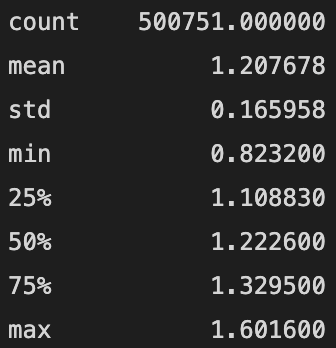 count 500751.000000
mean 1.207678
std 0.165958
min 0.823200
25% 1.108830
50% 1.222600
75% 1.329500
max 1.601600